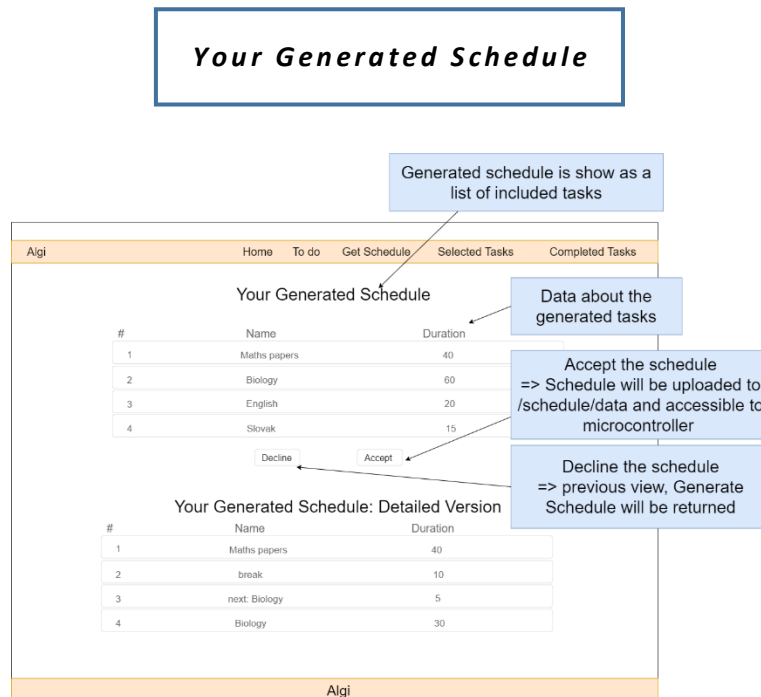 Your Generated Schedule
Generated schedule is show as a
list of included tasks
Algi Home To do Get Schedule Selected Tasks Completed Tasks
Your Generated Schedule
Data about the
generated tasks
# Name Duration
1 Maths papers 40
2 Biology 60
3 English 20
4 Slovak 15
Accept the schedule
=> Schedule will be uploaded to
/schedule/data and accessible to
microcontroller
Decline Accept
Decline the schedule
=> previous view, Generate
Schedule will be returned
Your Generated Schedule: Detailed Version
# Name Duration
1 Maths papers 40
2 break 10
3 next: Biology 5
4 Biology 30
Algi